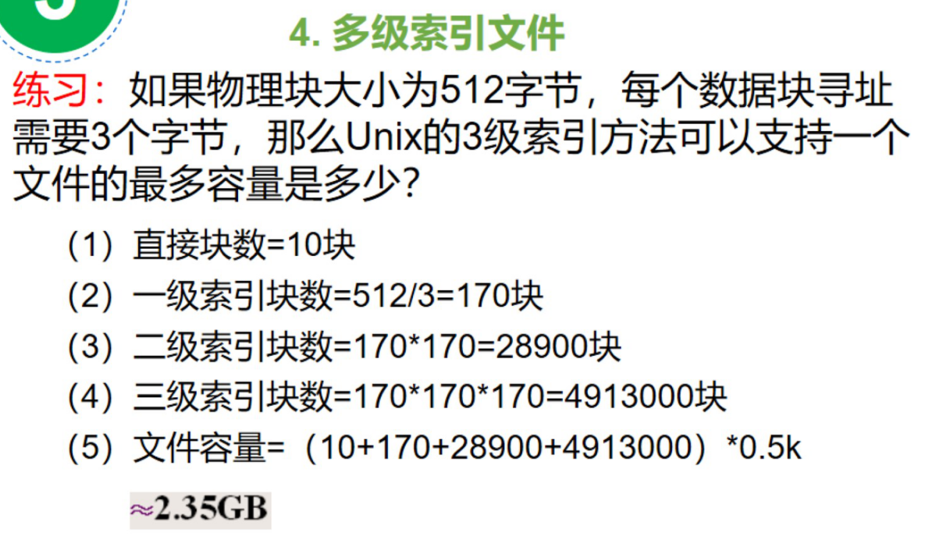 4. 多级索引文件
练习：如果物理块大小为512字节，每个数据块寻址
需要3个字节，那么Unix的3级索引方法可以支持一个
文件的最多容量是多少？
（1）直接块数=10块
（2）一级索引块数=512/3=170块
（3）二级索引块数=170*170=28900块
（4）三级索引块数=170*170*170=4913000块
（5）文件容量=（10+170+28900+4913000）*0.5k
≈2.35GB